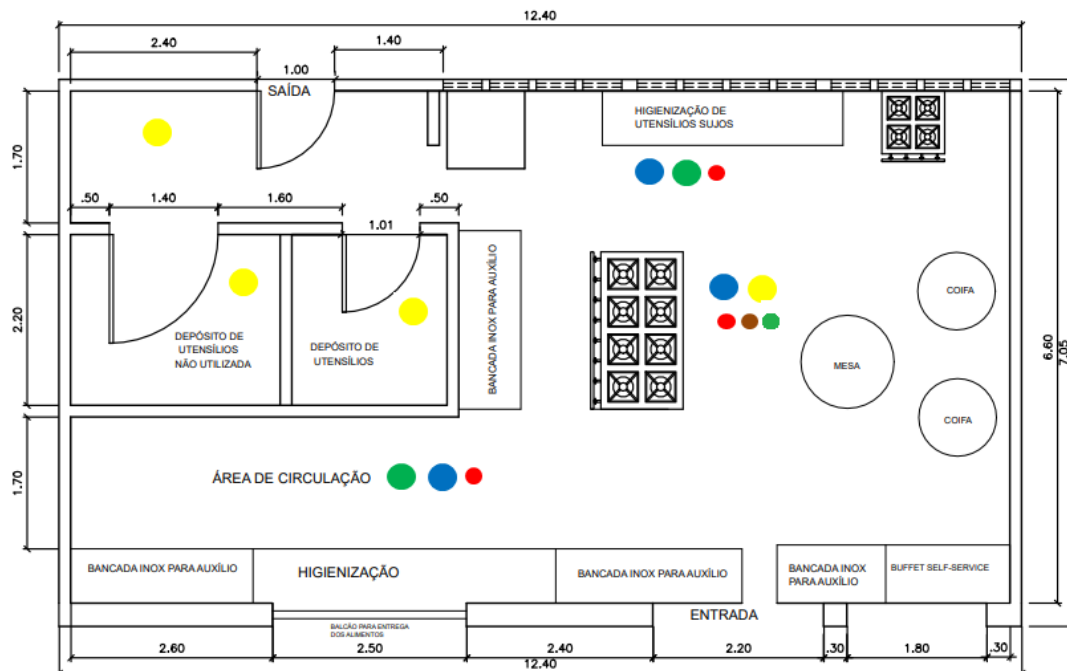 12.40
2.40
1.40
1.00
SAÍDA
HIGIENIZAÇÃO DE
UTENSÍLIOS SUJOS
1.70
.50
1.40
1.60
.50
1.01
BANCADA INOX PARA AUXÍLIO
COIFA
2.20
DEPÓSITO DE
UTENSÍLIOS
NÃO UTILIZADA
DEPÓSITO DE
UTENSÍLIOS
MESA
6.60
7.05
COIFA
1.70
ÁREA DE CIRCULAÇÃO
BANCADA INOX PARA AUXÍLIO
HIGIENIZAÇÃO
BANCADA INOX PARA AUXÍLIO
BANCADA INOX
PARA AUXÍLIO
BUFFET SELF-SERVICE
ENTRADA
BALCÃO PARA ENTREGA
DOS ALIMENTOS
2.60
2.50
2.40
2.20
.30
1.80
.30
12.40